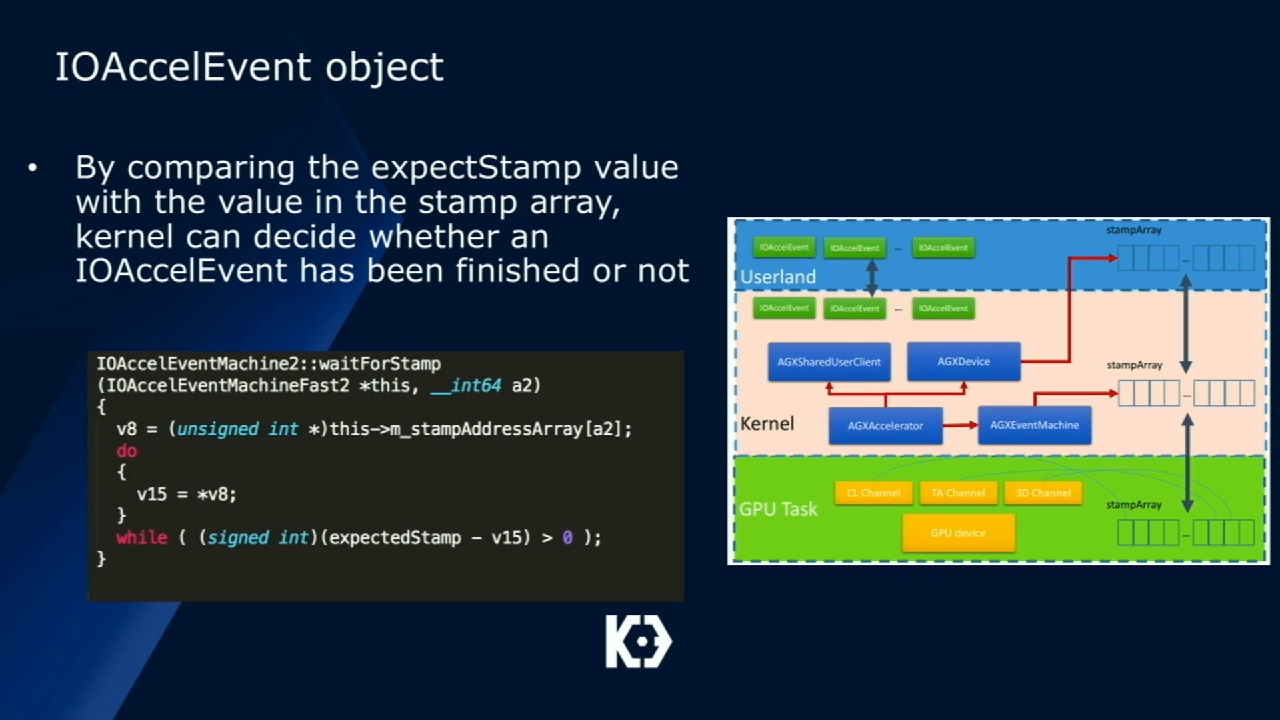 IOAccelEvent object
• By comparing the expectStamp value
with the value in the stamp array,
kernel can decide whether an
IOAccelEvent has been finished or not
IOAccelEventMachine2::waitForStamp
(IOAccelEventMachineFast2 *this, __int64 a2)
{
v8 = (unsigned int *)this->m_stampAddressArray[a2];
do
{
v15 = *v8;
}
while ( (signed int)(expectedStamp - v15) > 0 );
}
stampArray
IOAccelEvent IOAccelEvent ... IOAccelEvent
...
Userland
IOAccelEvent IOAccelEvent ... IOAccelEvent
AGXSharedUserClient AGXDevice
stampArray
...
Kernel
AGXAccelerator AGXEventMachine
CL Channel TA Channel 3D Channel
stampArray
GPU Task
GPU device
...